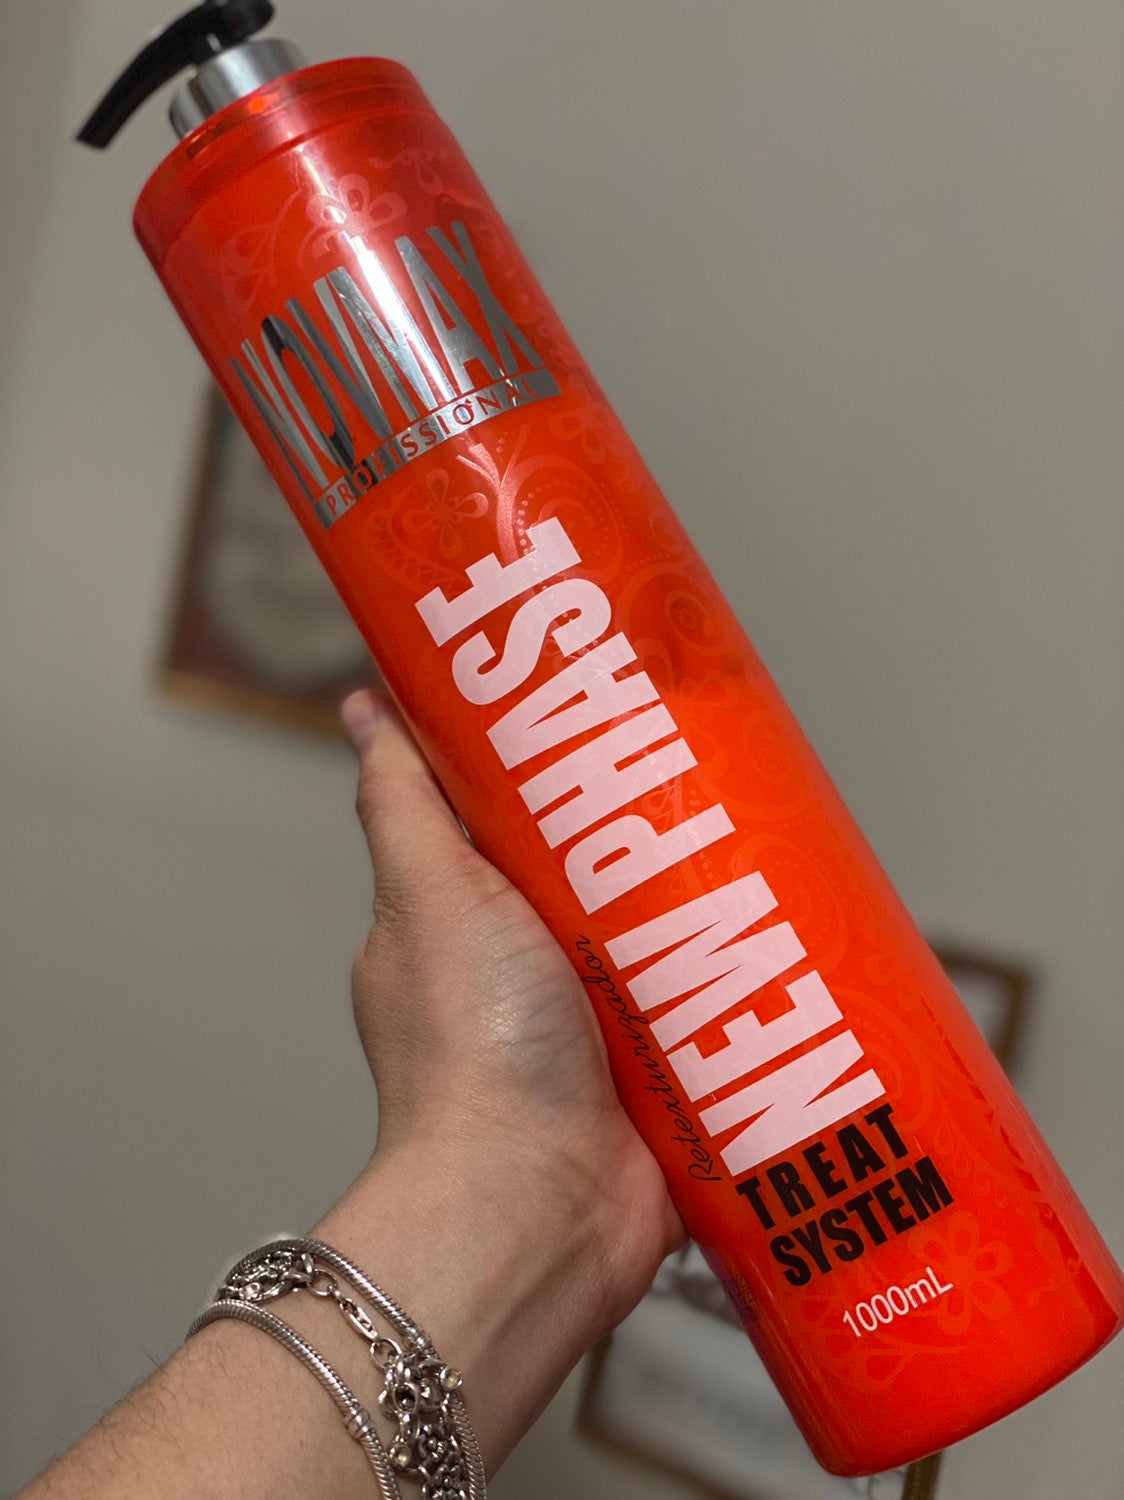 NOVMAX
PROFISSIONAL
NEW PHASE
Retexturizador
TREAT
SYSTEM
1000mL